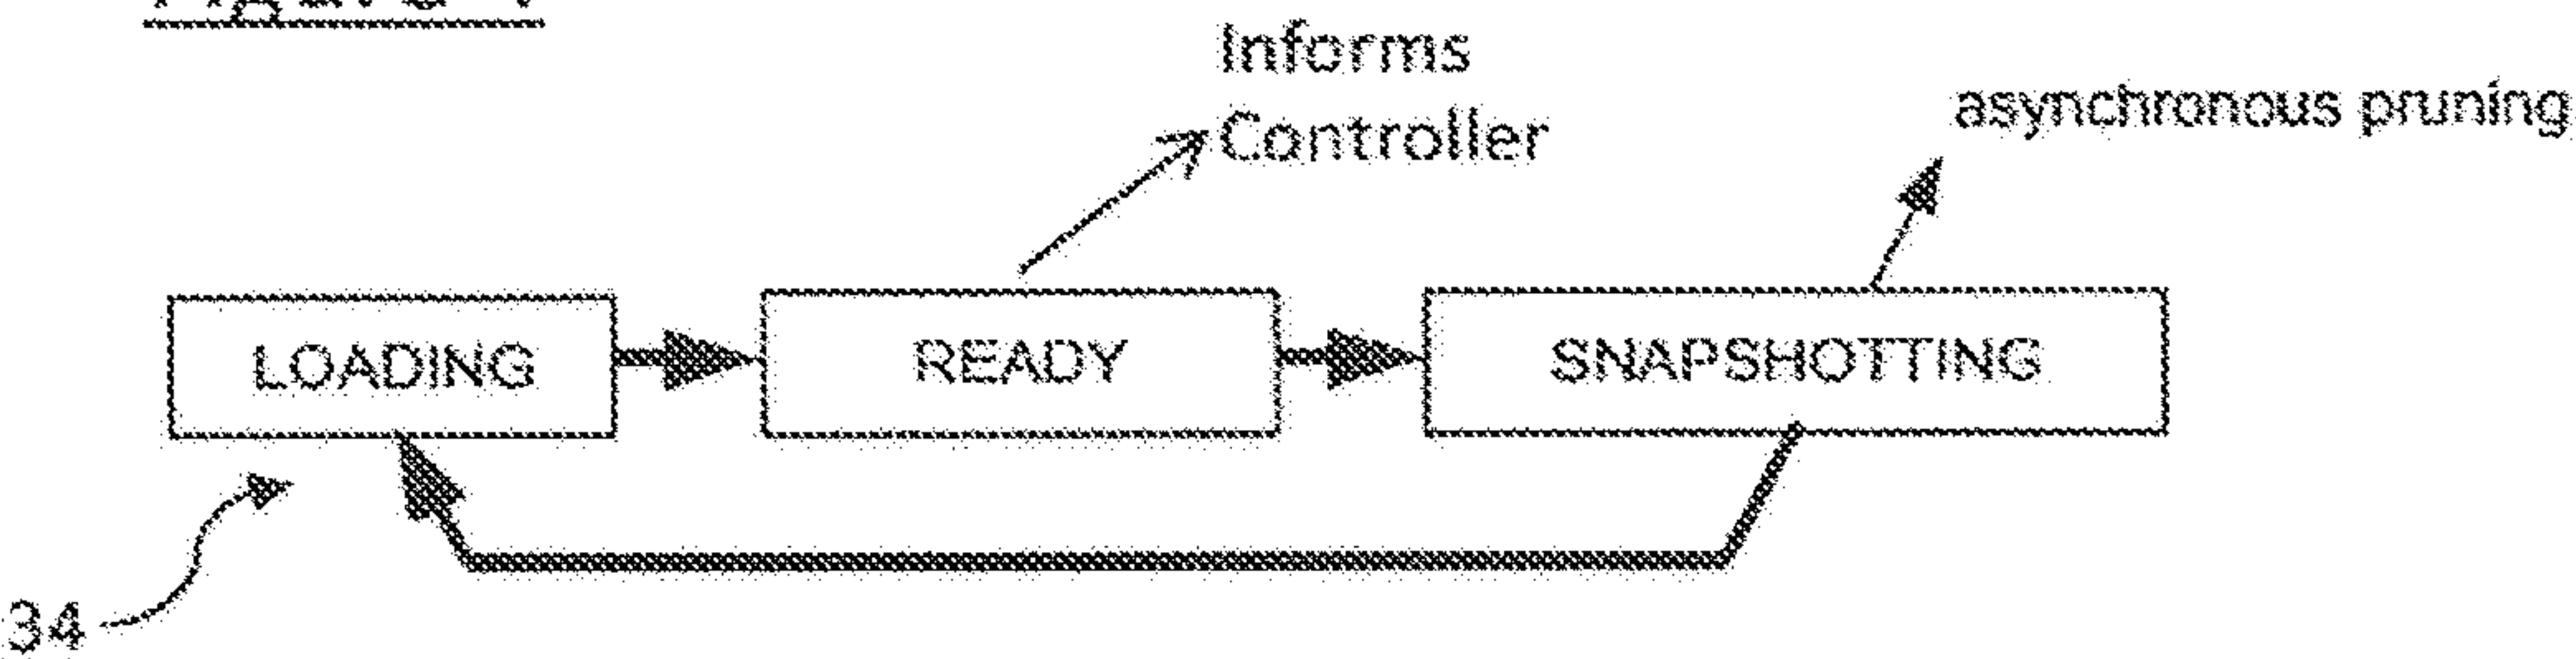 Informs
Controller
asynchronous pruning
LOADING
READY
SNAPSHOTTING
34